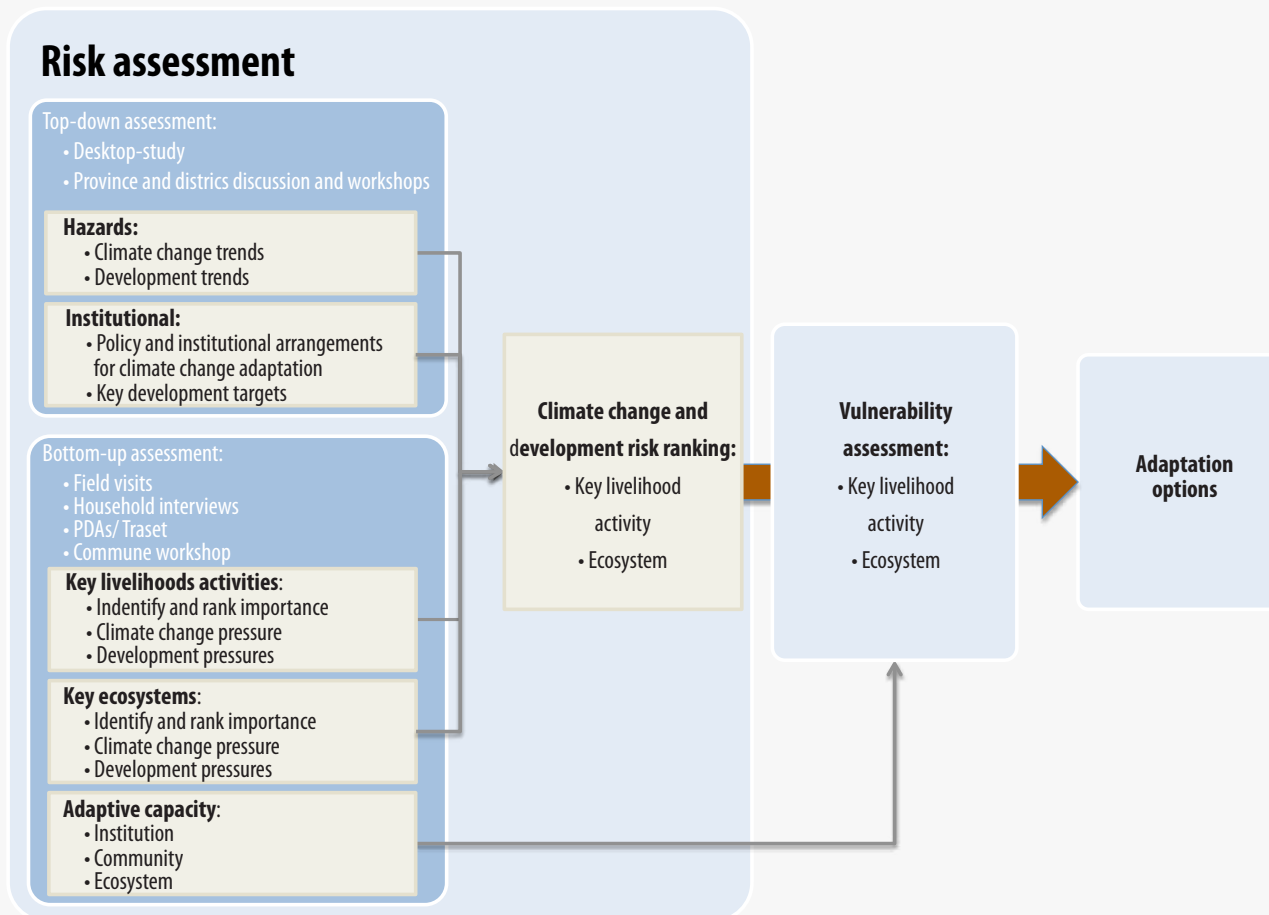 Risk assessment
Top-down assessment:
• Desktop-study
• Province and districs discussion and workshops
Hazards:
• Climate change trends
• Development trends
Institutional:
• Policy and institutional arrangements
for climate change adaptation
• Key development targets
Bottom-up assessment:
• Field visits
• Household interviews
• PDAs/ Traset
• Commune workshop
Key livelihoods activities:
• Indentify and rank importance
• Climate change pressure
• Development pressures
Key ecosystems:
• Identify and rank importance
• Climate change pressure
• Development pressures
Adaptive capacity:
• Institution
• Community
• Ecosystem
Climate change and
development risk ranking:
• Key livelihood
activity
• Ecosystem
Vulnerability
assessment:
• Key livelihood
activity
• Ecosystem
Adaptation
options